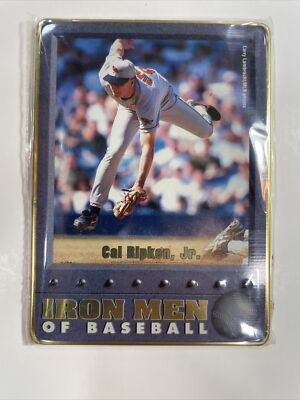 Cal Ripken, Jr.
IRON MEN
OF BASEBALL